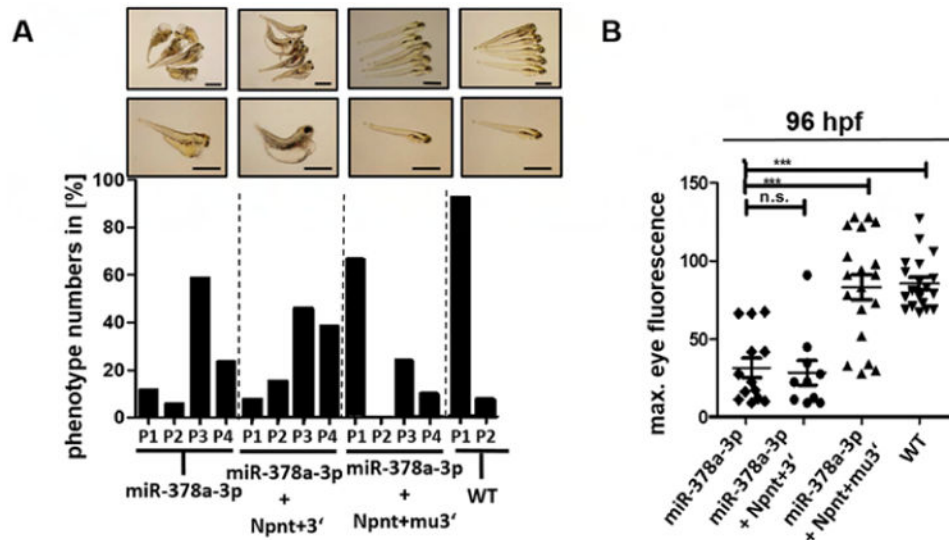 A
B
96 hpf
***
***
n.s.
phenotype numbers in [%]
100
80
60
40
20
0
P1 P2 P3 P4 P1 P2 P3 P4 P1 P2 P3 P4 P1 P2
miR-378a-3p
miR-378a-3p
+
Npnt+3‘
miR-378a-3p
+
Npnt+mu3‘
WT
max. eye fluorescence
150
100
50
0
miR-378a-3p
miR-378a-3p
+ Npnt+3‘
miR-378a-3p
+ Npnt+mu3‘
WT